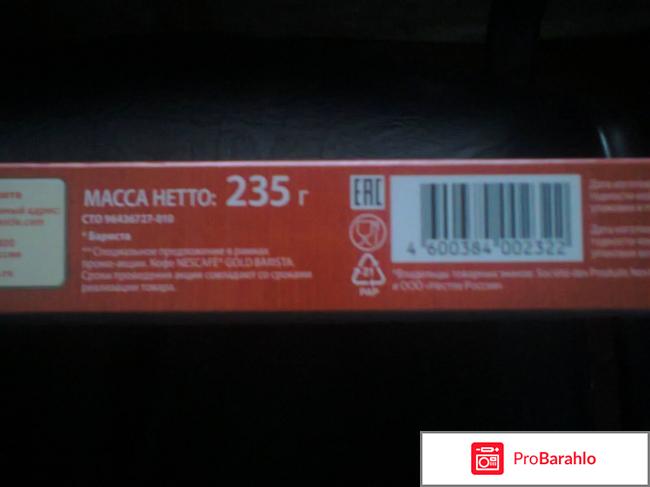 МАССА НЕТТО: 235 г
СТО 96436727-010
*Бариста
**Специальное предложение в рамках
промо-акции. Кофе NESCAFÉ® GOLD BARISTA.
Сроки проведения акции совпадают со сроками
реализации товара.
EAC
21
PAP
4 600384 002322
*Владельцы товарных знаков: Société des Produits
и ООО «Нестле Россия»
ProBarahlo